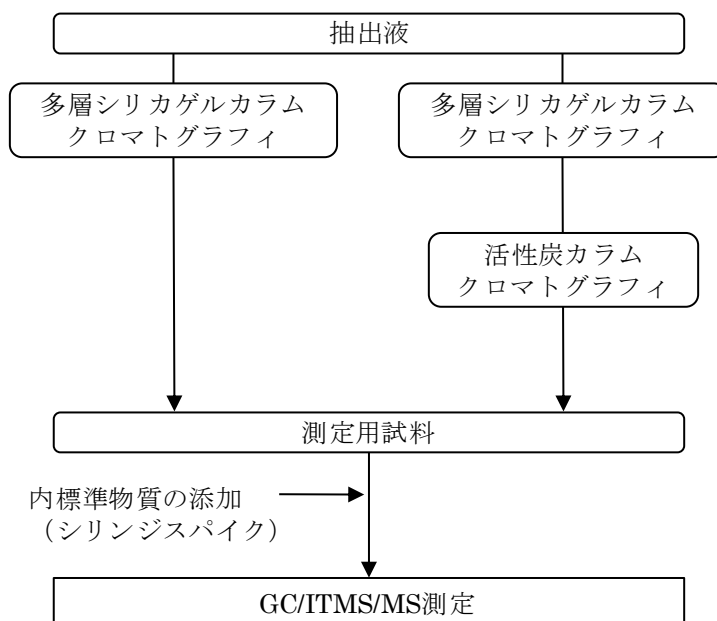 抽出液
多層シリカゲルカラム
クロマトグラフィ
多層シリカゲルカラム
クロマトグラフィ
活性炭カラム
クロマトグラフィ
測定用試料
内標準物質の添加
（シリンジスパイク）
GC/ITMS/MS測定